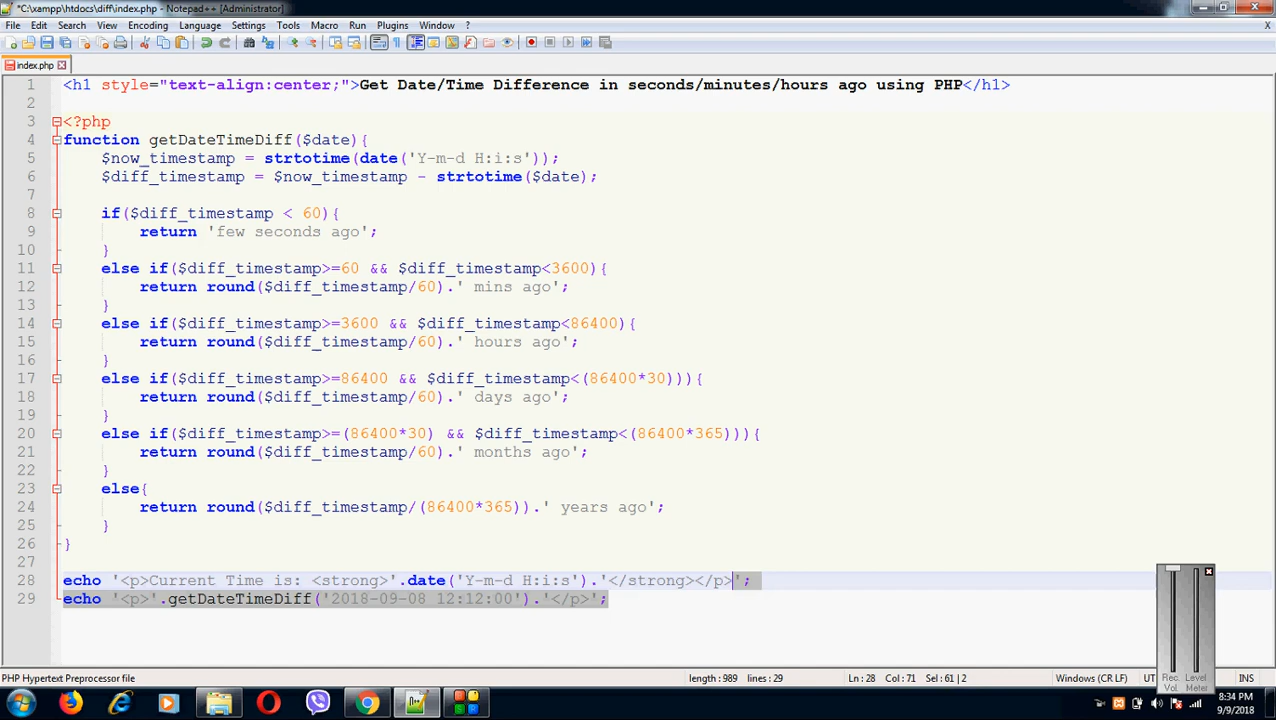 *C:\xampp\htdocs\diff\index.php - Notepad++ [Administrator]
File Edit Search View Encoding Language Settings Tools Macro Run Plugins Window ?
X
index.php
1 <h1 style="text-align:center;">Get Date/Time Difference in seconds/minutes/hours ago using PHP</h1>
2
3 <?php
4 function getDateTimeDiff($date){
5 $now_timestamp = strtotime(date('Y-m-d H:i:s'));
6 $diff_timestamp = $now_timestamp - strtotime($date);
7
8 if($diff_timestamp < 60){
9 return 'few seconds ago';
10 }
11 else if($diff_timestamp>=60 && $diff_timestamp<3600){
12 return round($diff_timestamp/60).' mins ago';
13 }
14 else if($diff_timestamp>=3600 && $diff_timestamp<86400){
15 return round($diff_timestamp/60).' hours ago';
16 }
17 else if($diff_timestamp>=86400 && $diff_timestamp<(86400*30))){
18 return round($diff_timestamp/60).' days ago';
19 }
20 else if($diff_timestamp>=(86400*30) && $diff_timestamp<(86400*365))){
21 return round($diff_timestamp/60).' months ago';
22 }
23 else{
24 return round($diff_timestamp/(86400*365)).' years ago';
25 }
26 }
27
28 echo '<p>Current Time is: <strong>'.date('Y-m-d H:i:s').'</strong></p>';
29 echo '<p>'.getDateTimeDiff('2018-09-08 12:12:00').'</p>';
Rec. Vol. Level Meter
PHP Hypertext Preprocessor file length : 989 lines : 29 Ln : 28 Col : 71 Sel : 61 | 2 Windows (CR LF) UT INS
8:34 PM
9/9/2018